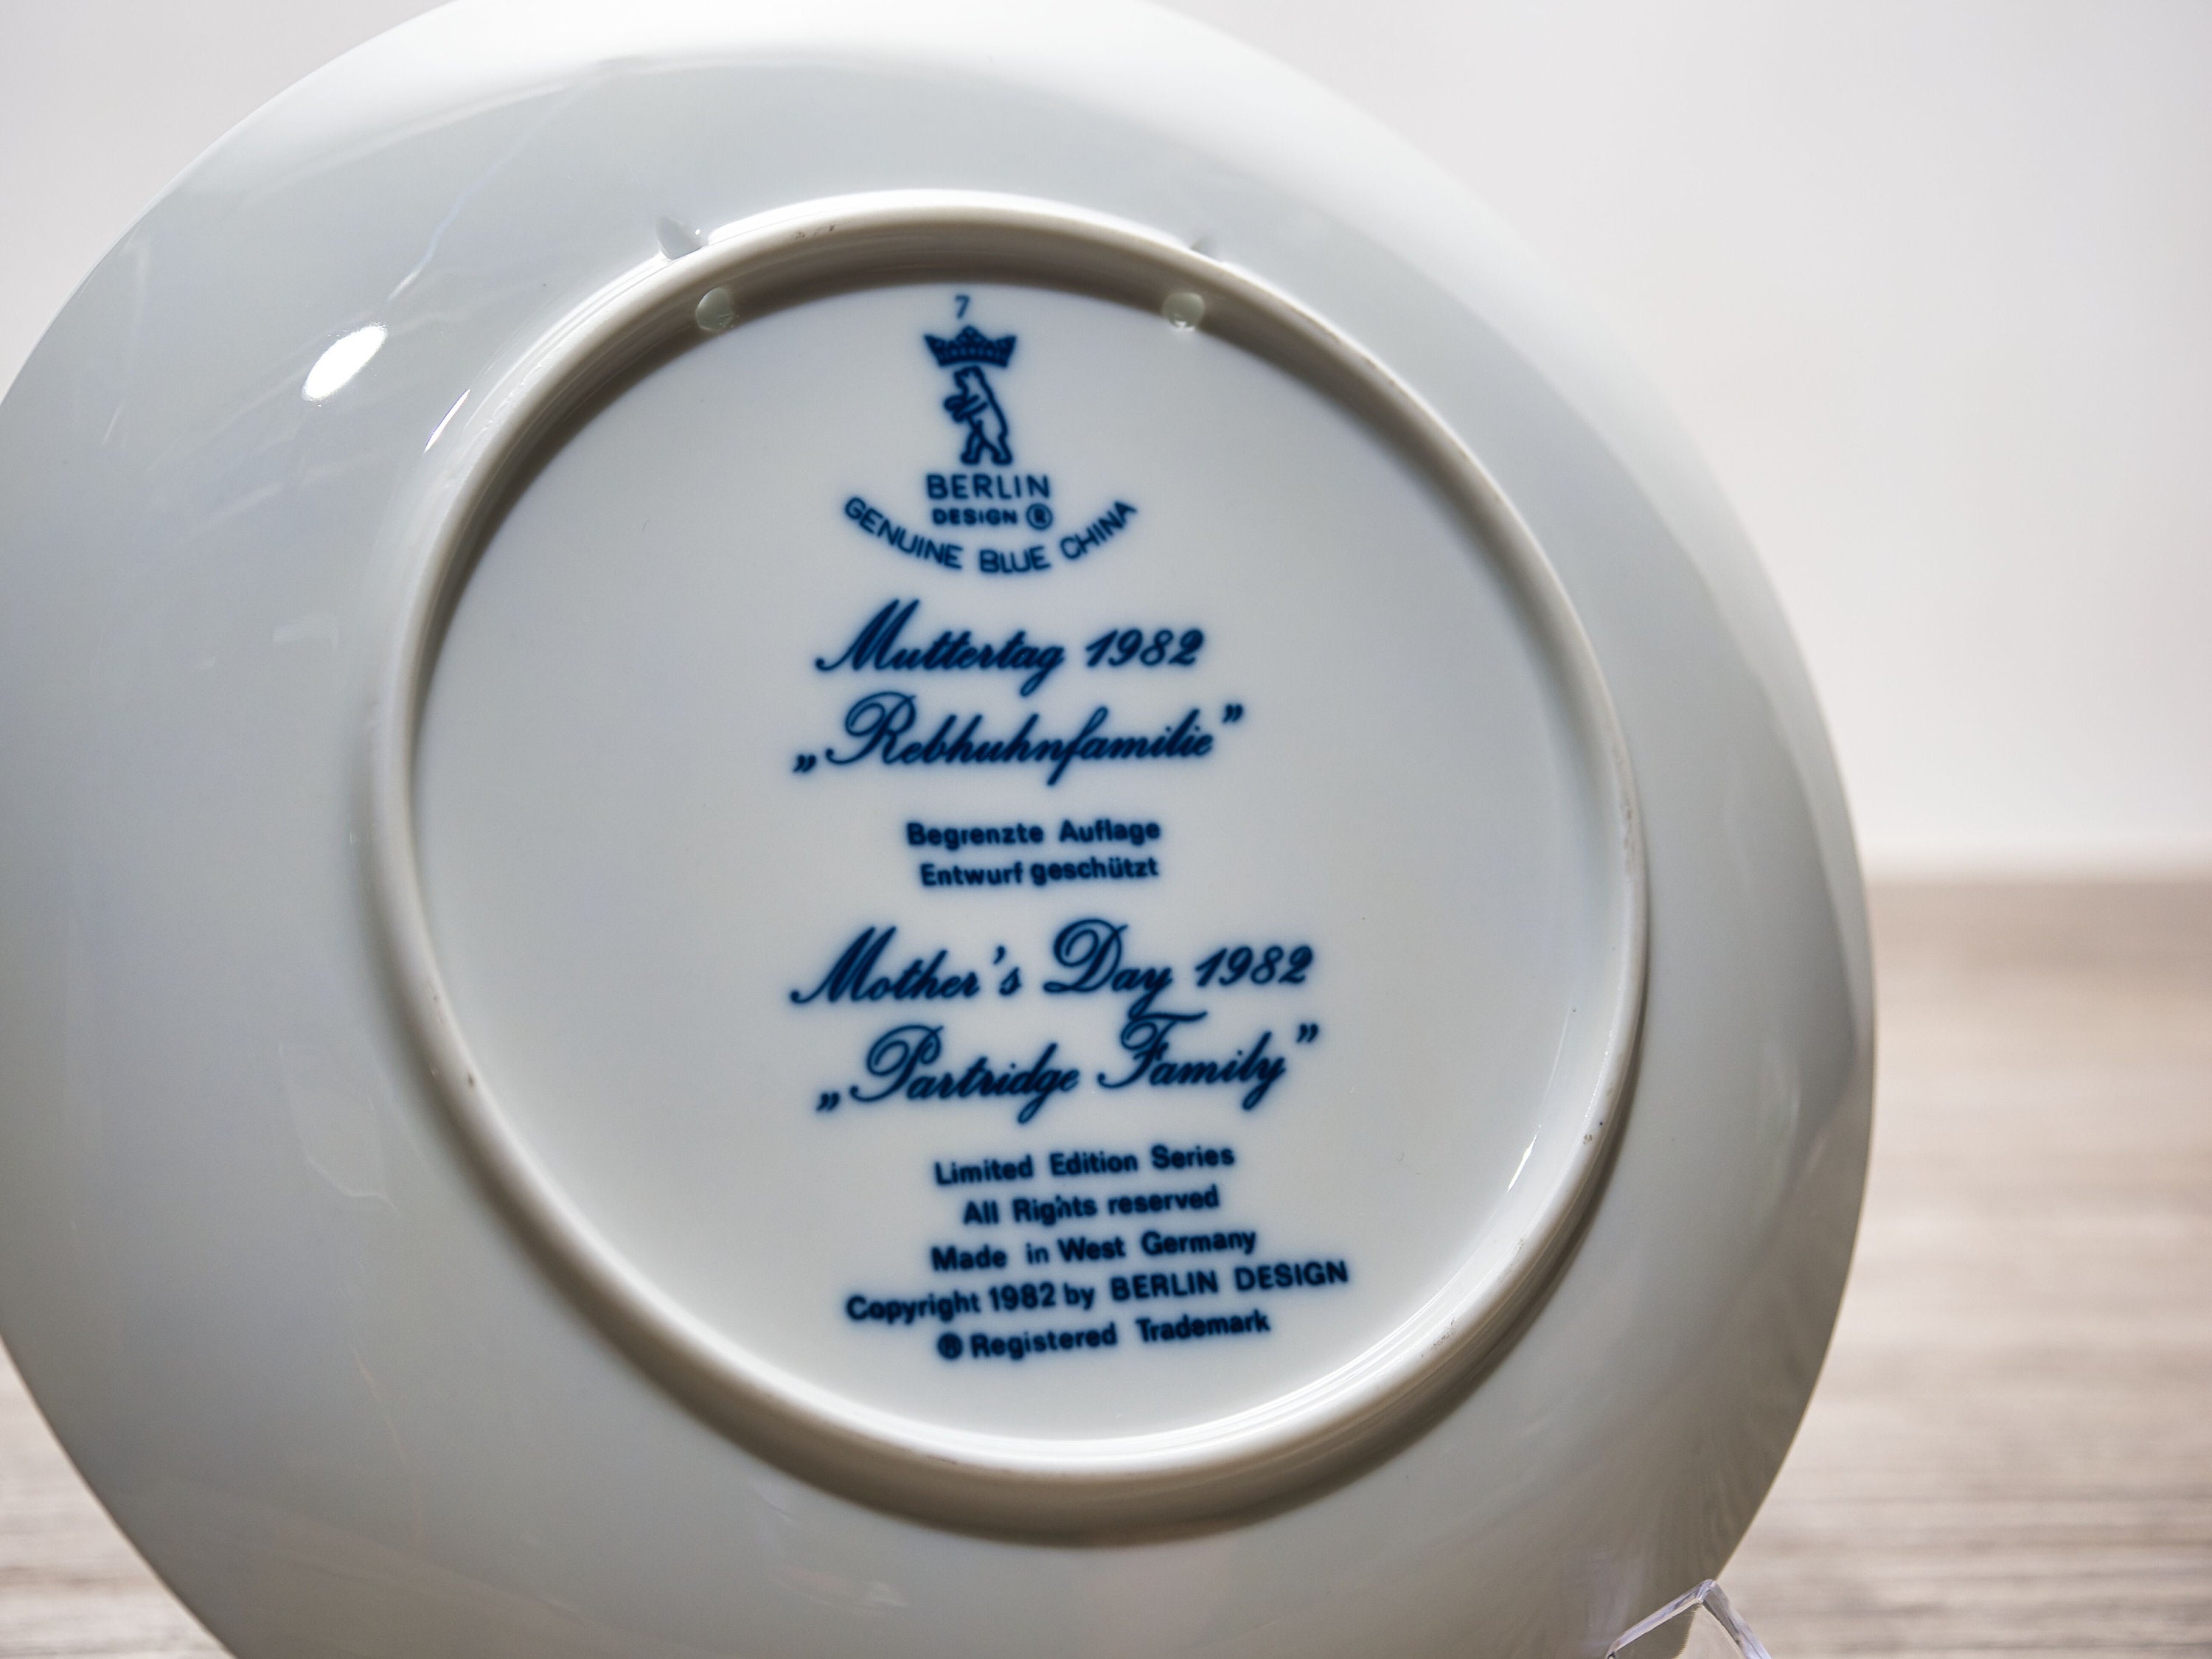 7
BERLIN
DESIGN ®
GENUINE BLUE CHINA
Muttertag 1982
„Rebhuhnfamilie”
Begrenzte Auflage
Entwurf geschützt
Mother's Day 1982
„Partridge Family”
Limited Edition Series
All Rights reserved
Made in West Germany
Copyright 1982 by BERLIN DESIGN
® Registered Trademark